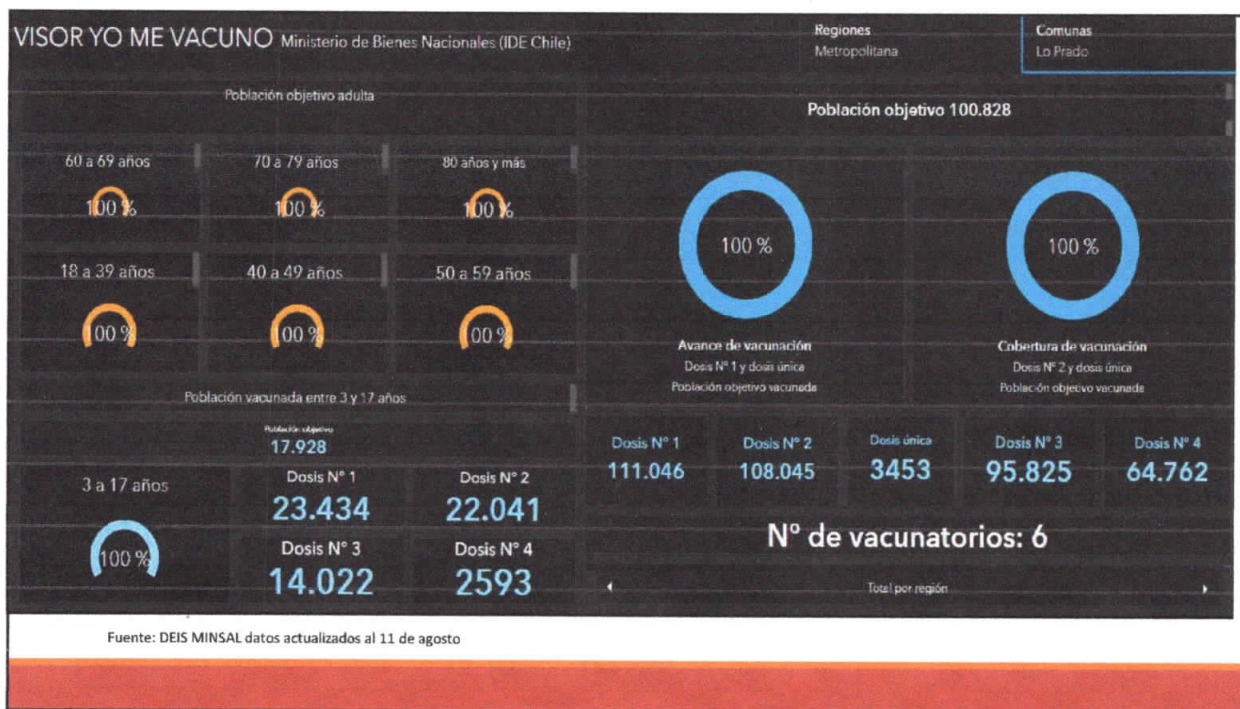 VISOR YO ME VACUNO Ministerio de Bienes Nacionales (IDE Chile)
Regiones
Metropolitana
Comunas
Lo Prado
Población objetivo adulta
60 a 69 años
70 a 79 años
80 años y más
100 %
100 %
100 %
18 a 39 años
40 a 49 años
50 a 59 años
100 %
100 %
100 %
Población vacunada entre 3 y 17 años
Población objetivo
17.928
3 a 17 años
100 %
Dosis N° 1
23.434
Dosis N° 2
22.041
Dosis N° 3
14.022
Dosis N° 4
2593
Población objetivo 100.828
100 %
Avance de vacunación
Dosis N° 1 y dosis única
Población objetivo vacunada
100 %
Cobertura de vacunación
Dosis N° 2 y dosis única
Población objetivo vacunada
Dosis N° 1
111.046
Dosis N° 2
108.045
Dosis única
3453
Dosis N° 3
95.825
Dosis N° 4
64.762
N° de vacunatorios: 6
Total por región
Fuente: DEIS MINSAL datos actualizados al 11 de agosto